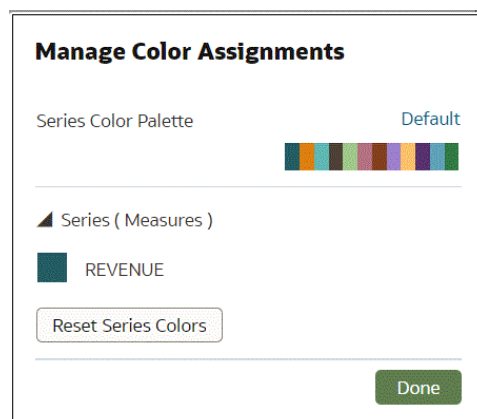 Manage Color Assignments
Series Color Palette Default
Series ( Measures )
REVENUE
Reset Series Colors
Done